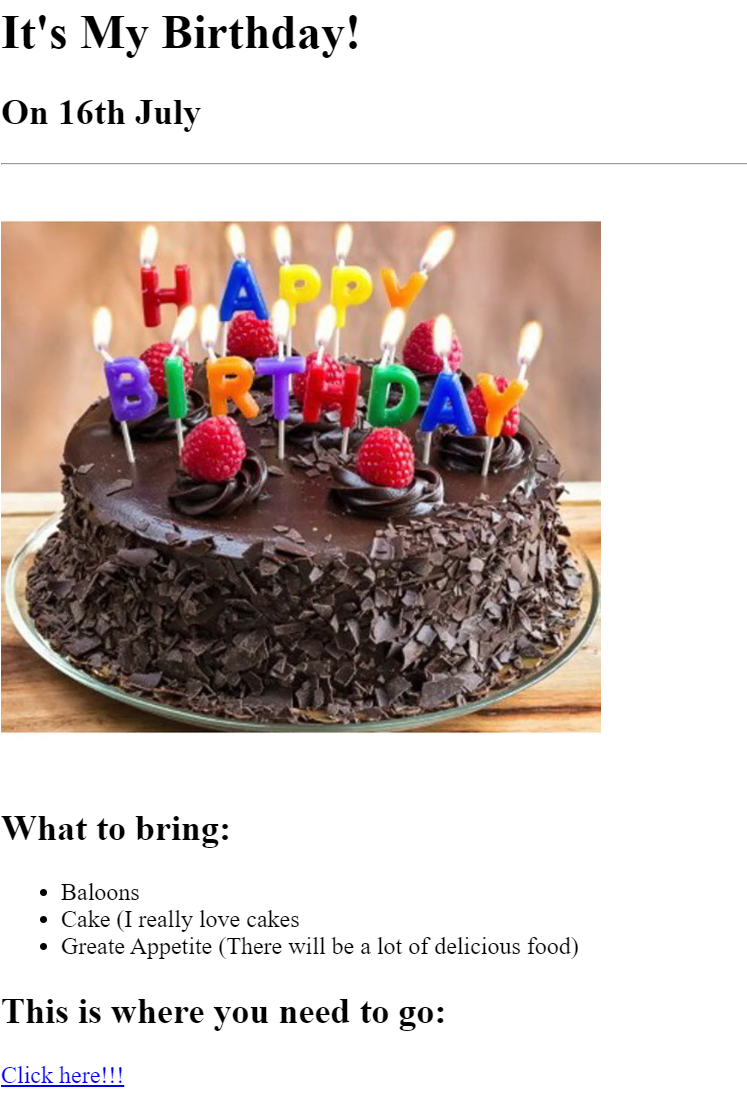 It's My Birthday!
On 16th July
HAPPY
BIRTHDAY
What to bring:
Baloons
Cake (I really love cakes
Greate Appetite (There will be a lot of delicious food)
This is where you need to go:
Click here!!!